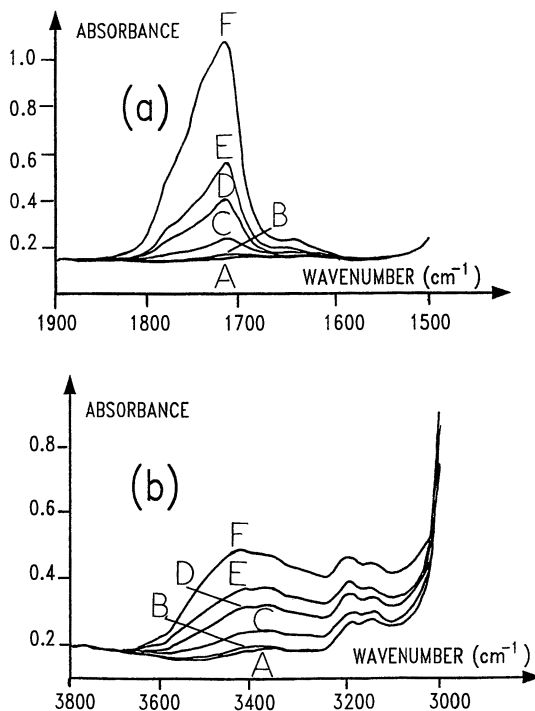 ABSORBANCE
F
1.0
(a)
0.8
0.6
E
D
0.4
B
C
0.2
A
WAVENUMBER (cm⁻¹)
1900 1800 1700 1600 1500
ABSORBANCE
0.8
(b)
0.6
F
D
E
0.4
B
C
0.2
A
WAVENUMBER (cm⁻¹)
3800 3600 3400 3200 3000